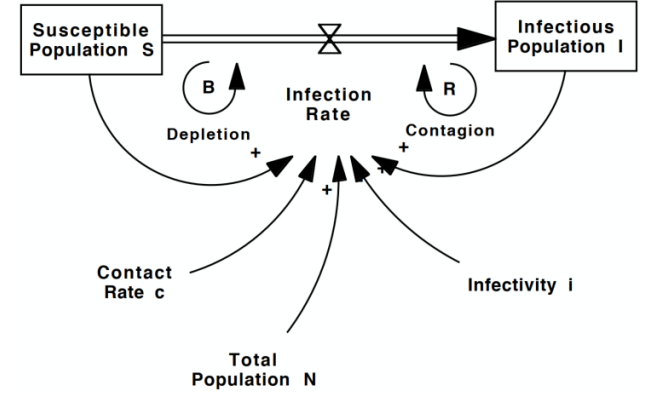 Susceptible
Population S
Infectious
Population I
B
R
Infection
Rate
Depletion
Contagion
+
+
+
+
Contact
Rate c
Infectivity i
Total
Population N